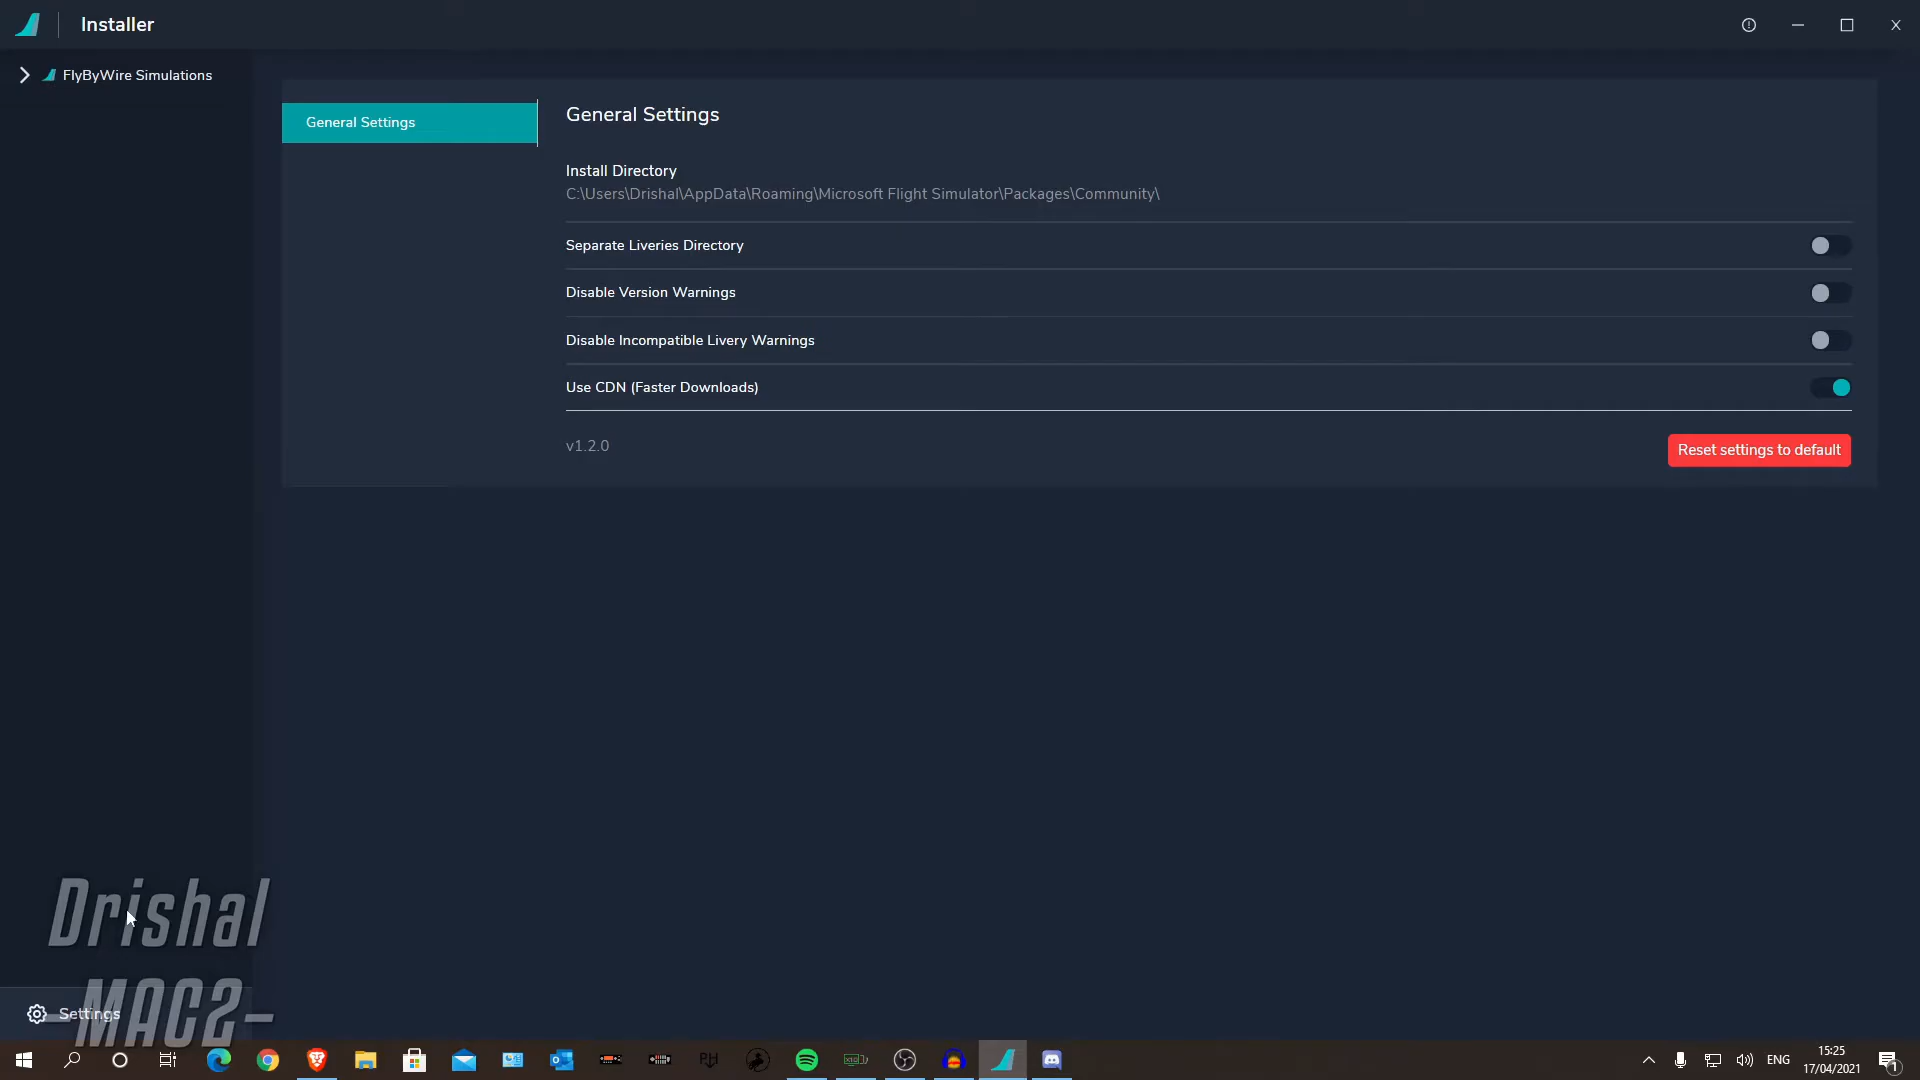 Installer
FlyByWire Simulations
General Settings
General Settings
Install Directory
C:\Users\Drishal\AppData\Roaming\Microsoft Flight Simulator\Packages\Community\
Separate Liveries Directory
Disable Version Warnings
Disable Incompatible Livery Warnings
Use CDN (Faster Downloads)
v1.2.0
Reset settings to default
Drishal
-MAC2-
Settings
ENG
15:25
17/04/2021
1